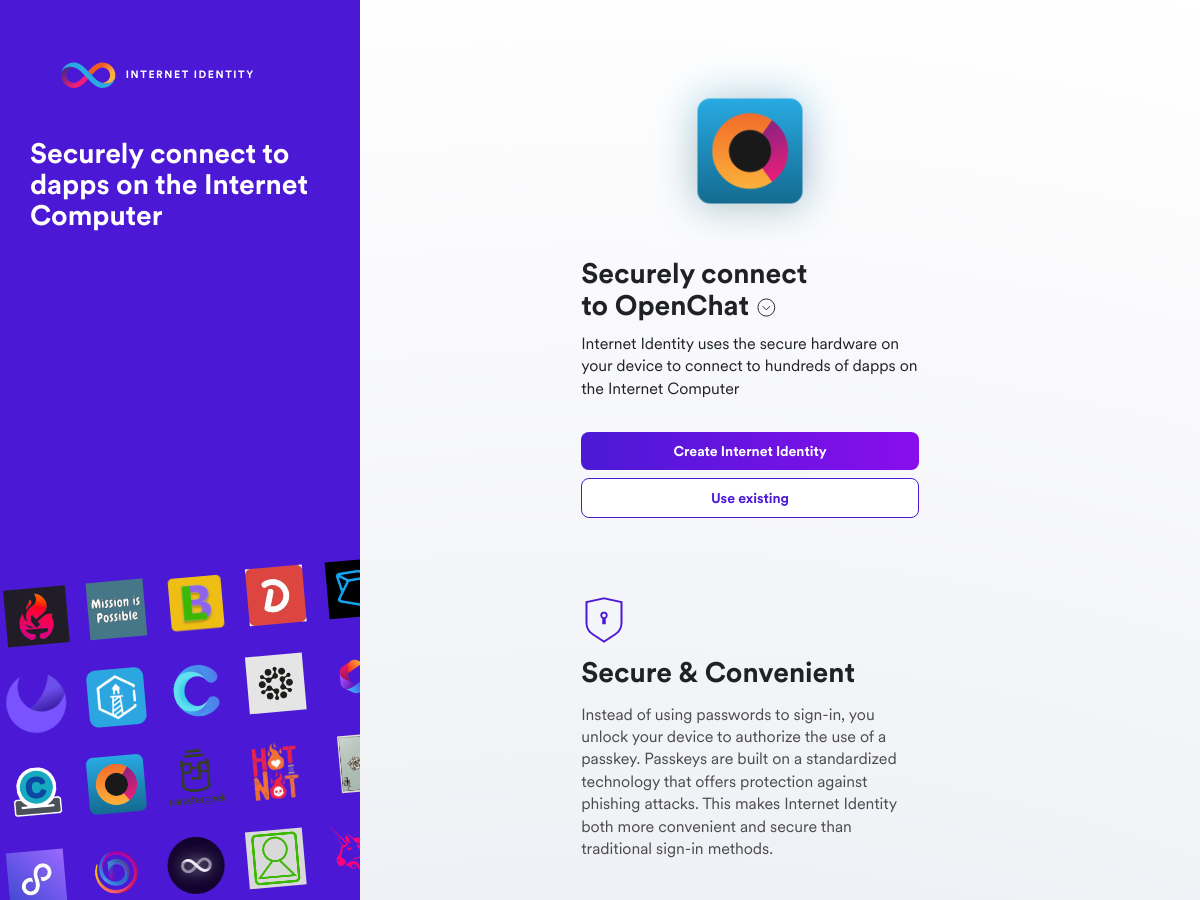 INTERNET IDENTITY
Securely connect to
dapps on the Internet
Computer
Mission is
Possible
B
D
C
C
HOT
NOT
Securely connect
to OpenChat
Internet Identity uses the secure hardware on
your device to connect to hundreds of dapps on
the Internet Computer
Create Internet Identity
Use existing
Secure & Convenient
Instead of using passwords to sign-in, you
unlock your device to authorize the use of a
passkey. Passkeys are built on a standardized
technology that offers protection against
phishing attacks. This makes Internet Identity
both more convenient and secure than
traditional sign-in methods.